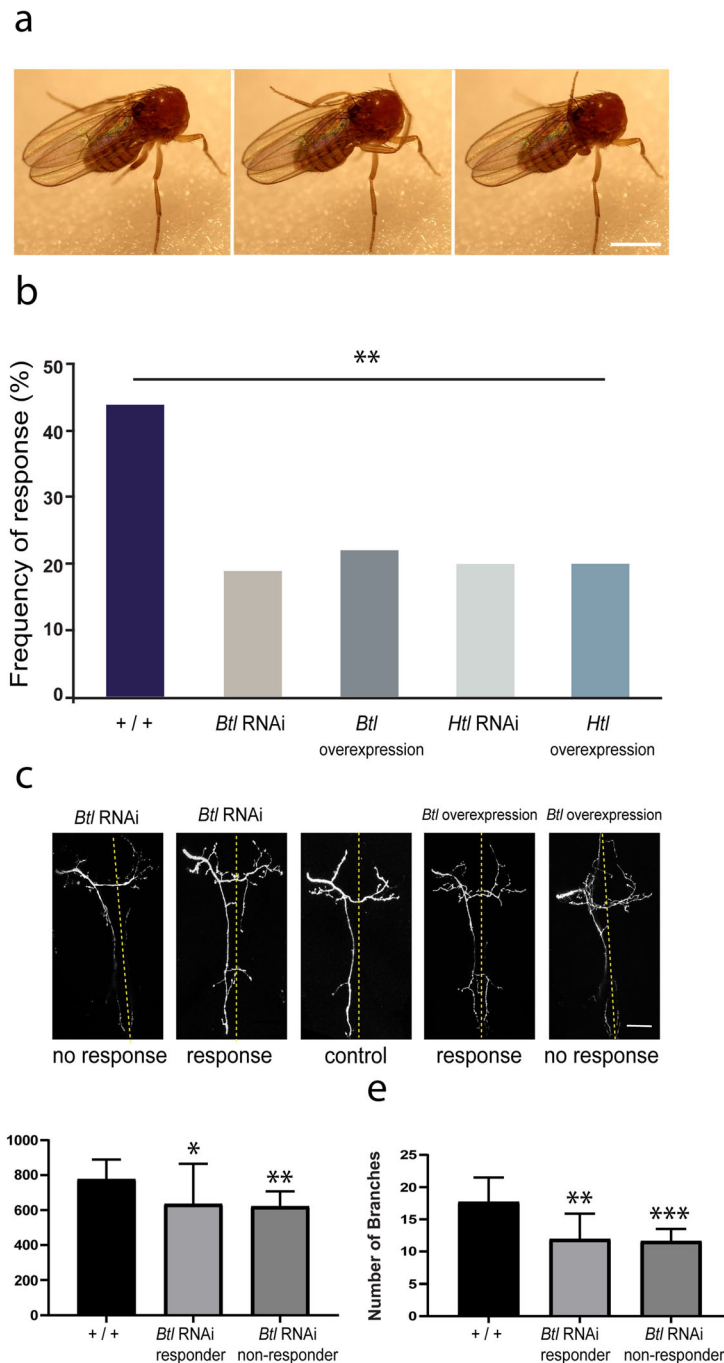 a
b
**
Frequency of response (%)
50
40
30
20
10
0
+ / +
Btl RNAi
Btl
overexpression
Htl RNAi
Htl
overexpression
c
Btl RNAi
Btl RNAi
Btl overexpression
Btl overexpression
no response
response
control
response
no response
1000
800
600
400
200
0
*
**
+ / +
Btl RNAi
responder
Btl RNAi
non-responder
e
Number of Branches
25
20
15
10
5
0
**
***
+ / +
Btl RNAi
responder
Btl RNAi
non-responder